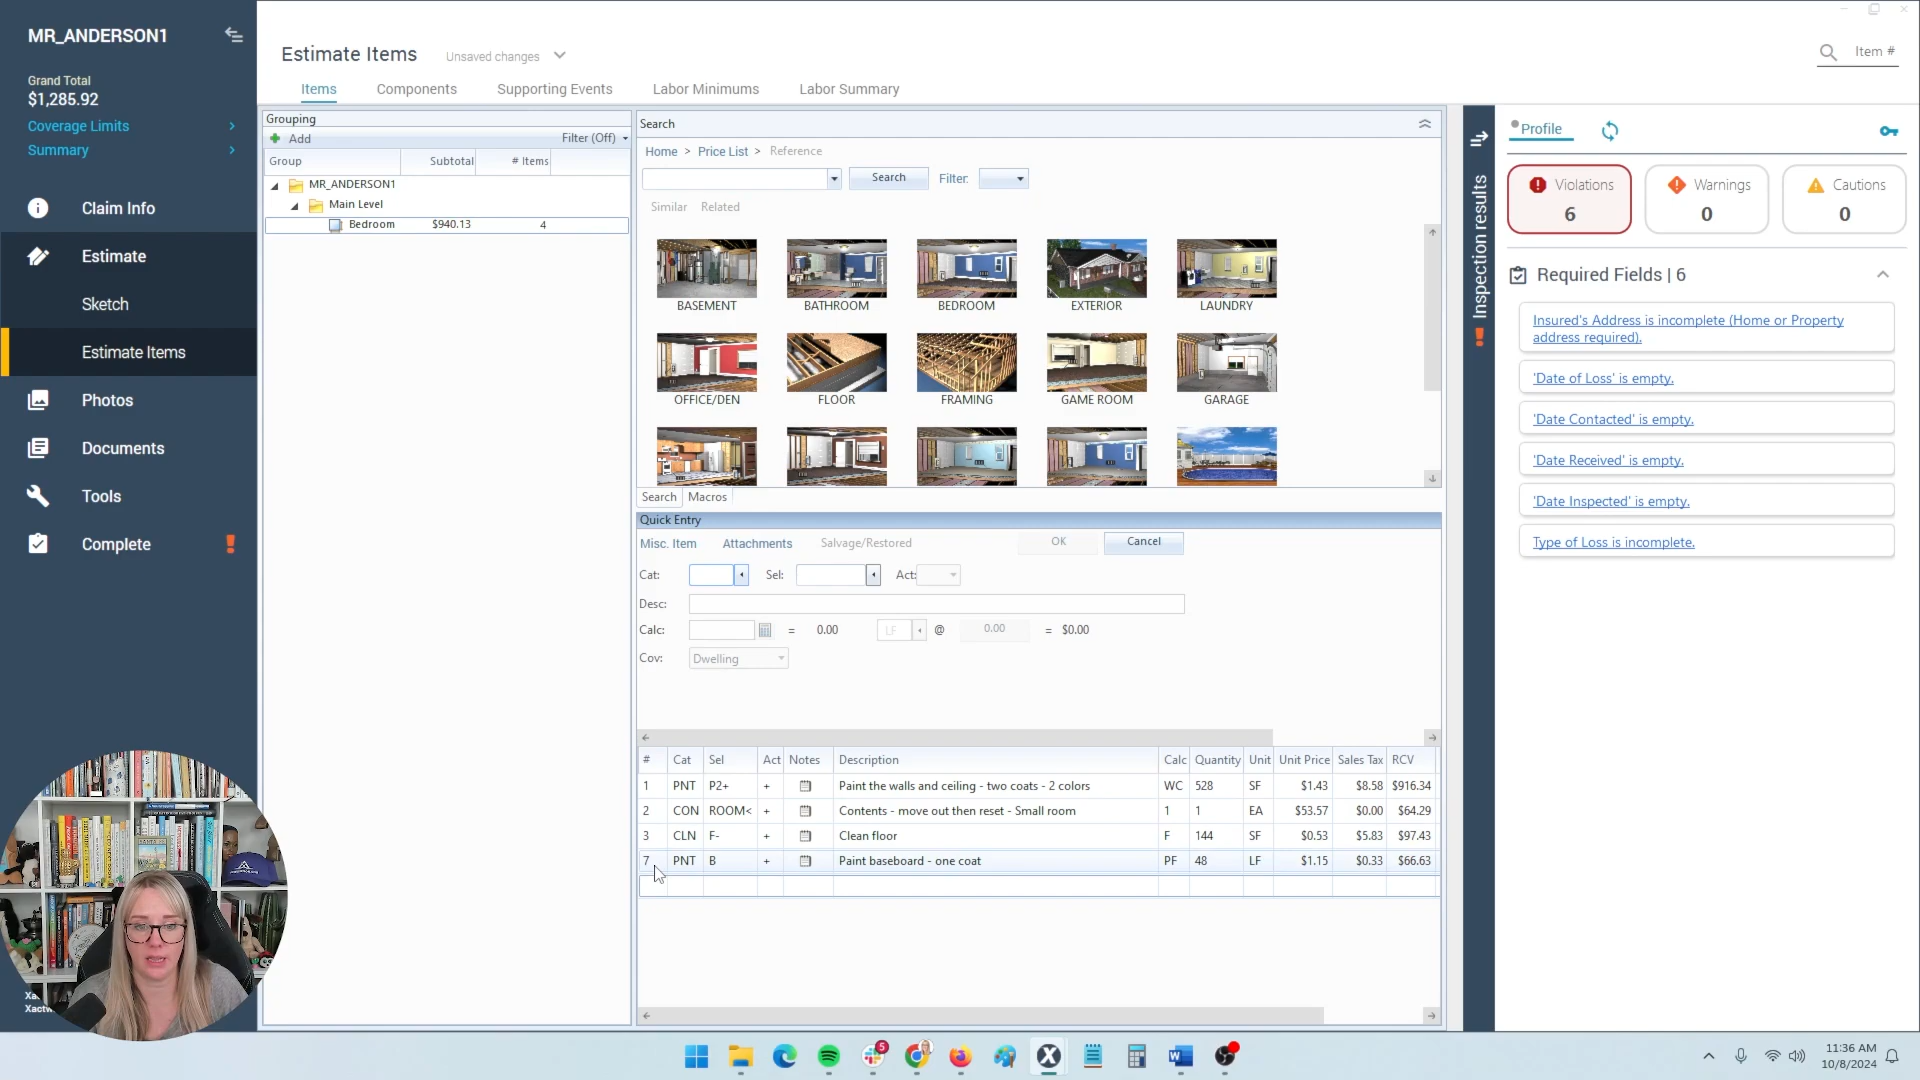 MR_ANDERSON1
Grand Total
$1,285.92
Coverage Limits
Summary
Claim Info
Estimate
Sketch
Estimate Items
Photos
Documents
Tools
Complete
Estimate Items
Unsaved changes
Item #
Items
Components
Supporting Events
Labor Minimums
Labor Summary
Grouping
Add
Filter (Off)
Group Subtotal # Items
MR_ANDERSON1
Main Level
Bedroom $940.13 4
Search
Home > Price List > Reference
Search
Filter:
Similar Related
BASEMENT BATHROOM BEDROOM EXTERIOR LAUNDRY
OFFICE/DEN FLOOR FRAMING GAME ROOM GARAGE
Search Macros
Quick Entry
Misc. Item Attachments Salvage/Restored OK Cancel
Cat: Sel: Act:
Desc:
Calc: = 0.00 LF @ 0.00 = $0.00
Cov: Dwelling
# Cat Sel Act Notes Description Calc Quantity Unit Unit Price Sales Tax RCV
1 PNT P2+ + Paint the walls and ceiling - two coats - 2 colors WC 528 SF $1.43 $8.58 $916.34
2 CON ROOM< + Contents - move out then reset - Small room 1 1 EA $53.57 $0.00 $64.29
3 CLN F- + Clean floor F 144 SF $0.53 $5.83 $97.43
7 PNT B + Paint baseboard - one coat PF 48 LF $1.15 $0.33 $66.63
Inspection results
Profile
Violations
6
Warnings
0
Cautions
0
Required Fields | 6
Insured's Address is incomplete (Home or Property
address required).
'Date of Loss' is empty.
'Date Contacted' is empty.
'Date Received' is empty.
'Date Inspected' is empty.
Type of Loss is incomplete.
5
11:36 AM
10/8/2024